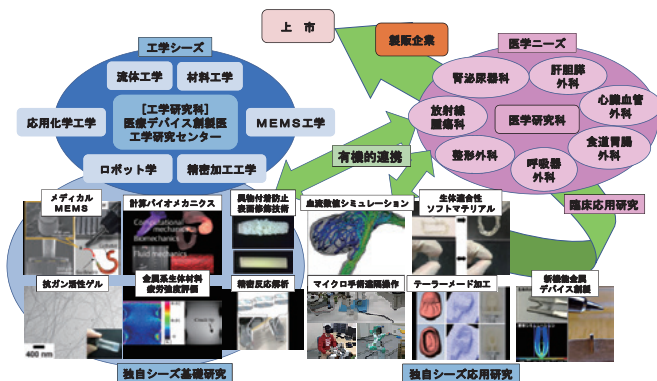 上 市
製販企業
工学シーズ
流体工学
材料工学
応用化学工学
[工学研究科]
医療デバイス創製医
工学研究センター
MEMS工学
ロボット学
精密加工工学
医学ニーズ
腎泌尿器科
肝胆膵
外科
放射線
腫瘍科
医学研究科
心臓血管
外科
整形外科
呼吸器
外科
食道胃腸
外科
有機的連携
臨床応用研究
メディカル
MEMS
計算バイオメカニクス
Computational
mechanics
Biomechanics
Fluid mechanics
異物付着防止
表面修飾技術
血流数値シミュレーション
生体適合性
ソフトマテリアル
抗ガン活性ゲル
400 nm
金属系生体材料
疲労強度評価
精密反応解析
マイクロ手術遠隔操作
テーラーメード加工
新機能金属
デバイス創製
独自シーズ基礎研究
独自シーズ応用研究